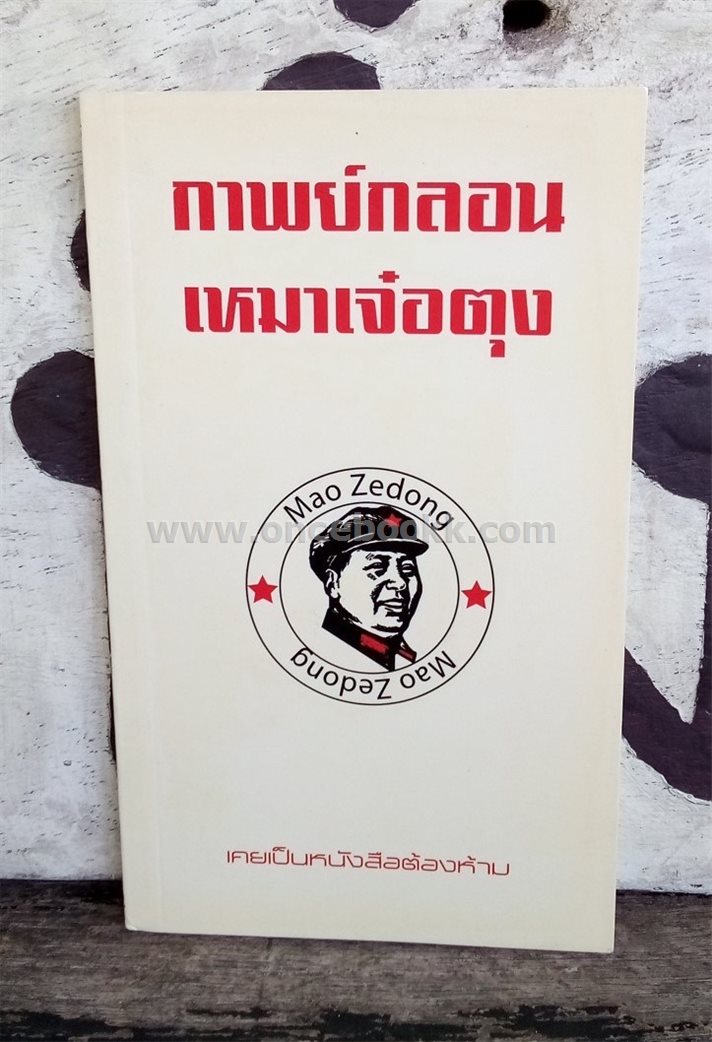 กาพย์กลอน
เหมาเจ๋อตุง
Mao Zedong
www.oncebookk.com
Mao Zedong
เคยเป็นหนังสือต้องห้าม